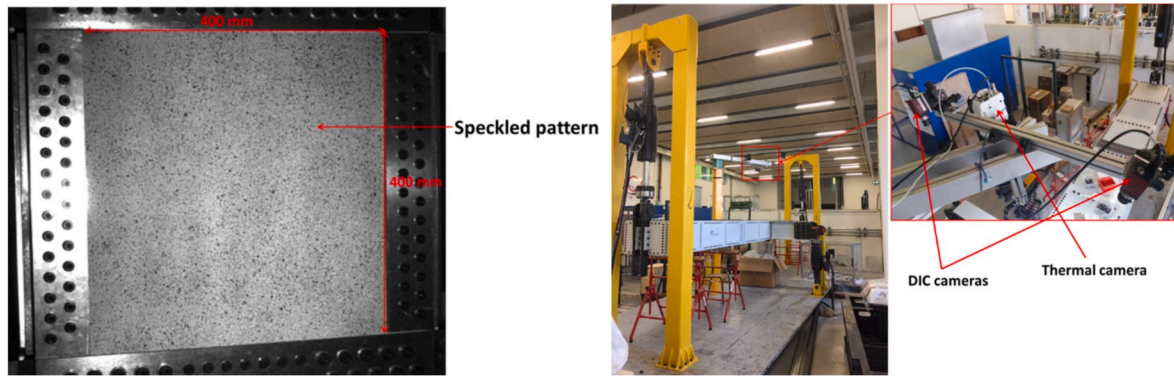 400 mm
Speckled pattern
400 mm
DIC cameras
Thermal camera